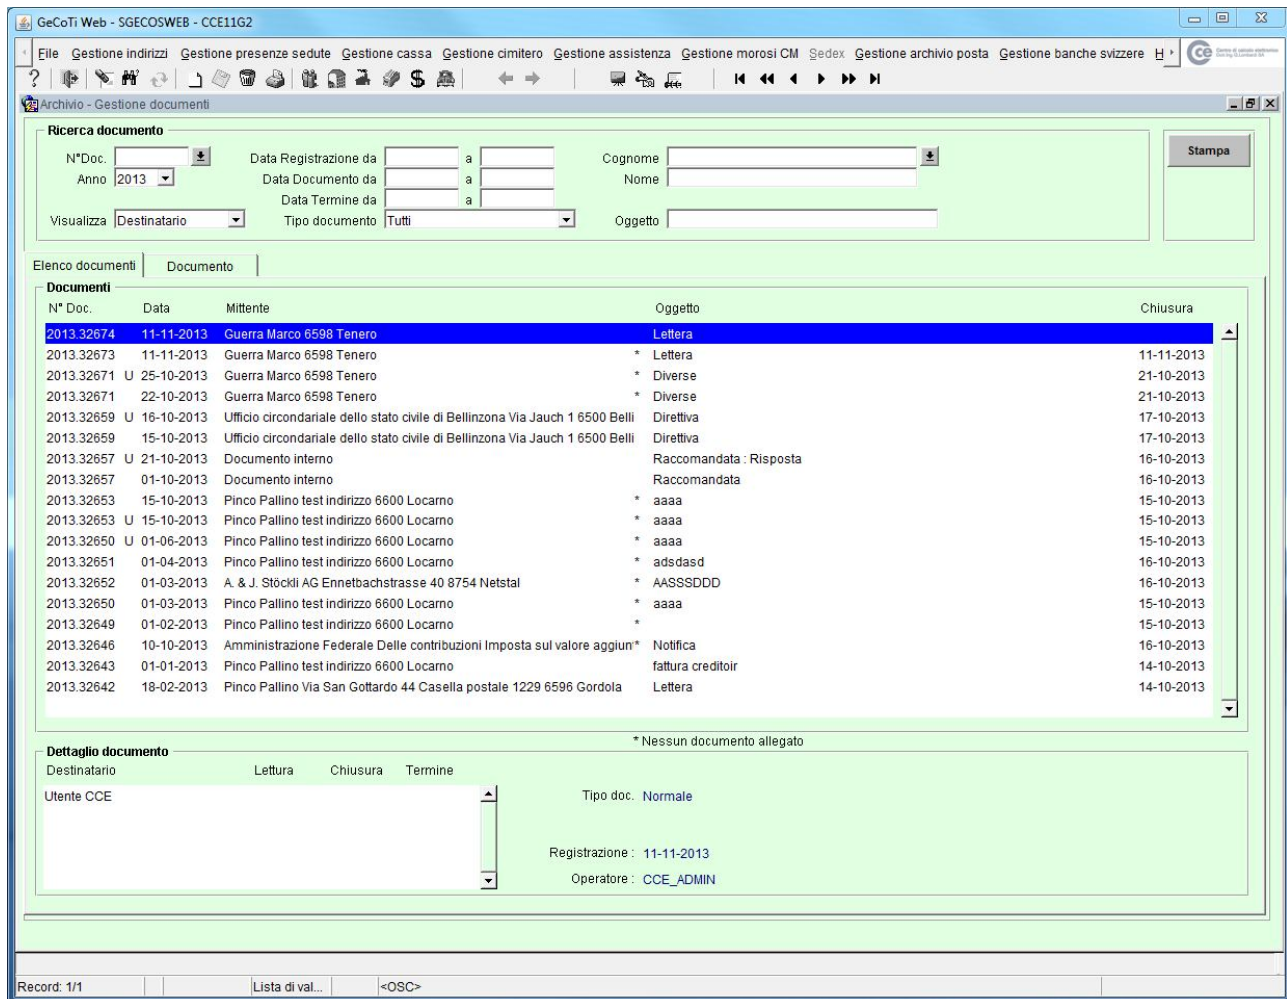 GeCoTi Web - SGECOSWEB - CCE11G2
File Gestione indirizzi Gestione presenze sedute Gestione cassa Gestione cimitero Gestione assistenza Gestione morosi CM Sedex Gestione archivio posta Gestione banche svizzere H
Archivio - Gestione documenti
Ricerca documento
N°Doc. Data Registrazione da a Cognome Stampa
Anno 2013 Data Documento da a Nome
Data Termine da a
Visualizza Destinatario Tipo documento Tutti Oggetto
Elenco documenti Documento
Documenti
N° Doc. Data Mittente Oggetto Chiusura
2013.32674 11-11-2013 Guerra Marco 6598 Tenero Lettera
2013.32673 11-11-2013 Guerra Marco 6598 Tenero * Lettera 11-11-2013
2013.32671 U 25-10-2013 Guerra Marco 6598 Tenero * Diverse 21-10-2013
2013.32671 22-10-2013 Guerra Marco 6598 Tenero * Diverse 21-10-2013
2013.32659 U 16-10-2013 Ufficio circondariale dello stato civile di Bellinzona Via Jauch 1 6500 Belli Direttiva 17-10-2013
2013.32659 15-10-2013 Ufficio circondariale dello stato civile di Bellinzona Via Jauch 1 6500 Belli Direttiva 17-10-2013
2013.32657 U 21-10-2013 Documento interno Raccomandata : Risposta 16-10-2013
2013.32657 01-10-2013 Documento interno Raccomandata 16-10-2013
2013.32653 15-10-2013 Pinco Pallino test indirizzo 6600 Locarno * aaaa 15-10-2013
2013.32653 U 15-10-2013 Pinco Pallino test indirizzo 6600 Locarno * aaaa 15-10-2013
2013.32650 U 01-06-2013 Pinco Pallino test indirizzo 6600 Locarno * aaaa 15-10-2013
2013.32651 01-04-2013 Pinco Pallino test indirizzo 6600 Locarno * adsdasd 16-10-2013
2013.32652 01-03-2013 A. & J. Stöckli AG Ennetbachstrasse 40 8754 Netstal * AASSSDDD 16-10-2013
2013.32650 01-03-2013 Pinco Pallino test indirizzo 6600 Locarno * aaaa 15-10-2013
2013.32649 01-02-2013 Pinco Pallino test indirizzo 6600 Locarno * 15-10-2013
2013.32646 10-10-2013 Amministrazione Federale Delle contribuzioni Imposta sul valore aggiun * Notifica 16-10-2013
2013.32643 01-01-2013 Pinco Pallino test indirizzo 6600 Locarno fattura creditoir 14-10-2013
2013.32642 18-02-2013 Pinco Pallino Via San Gottardo 44 Casella postale 1229 6596 Gordola Lettera 14-10-2013
* Nessun documento allegato
Dettaglio documento
Destinatario Lettura Chiusura Termine
Utente CCE Tipo doc. Normale
Registrazione : 11-11-2013
Operatore : CCE_ADMIN
Record: 1/1 Lista di val... <OSC>